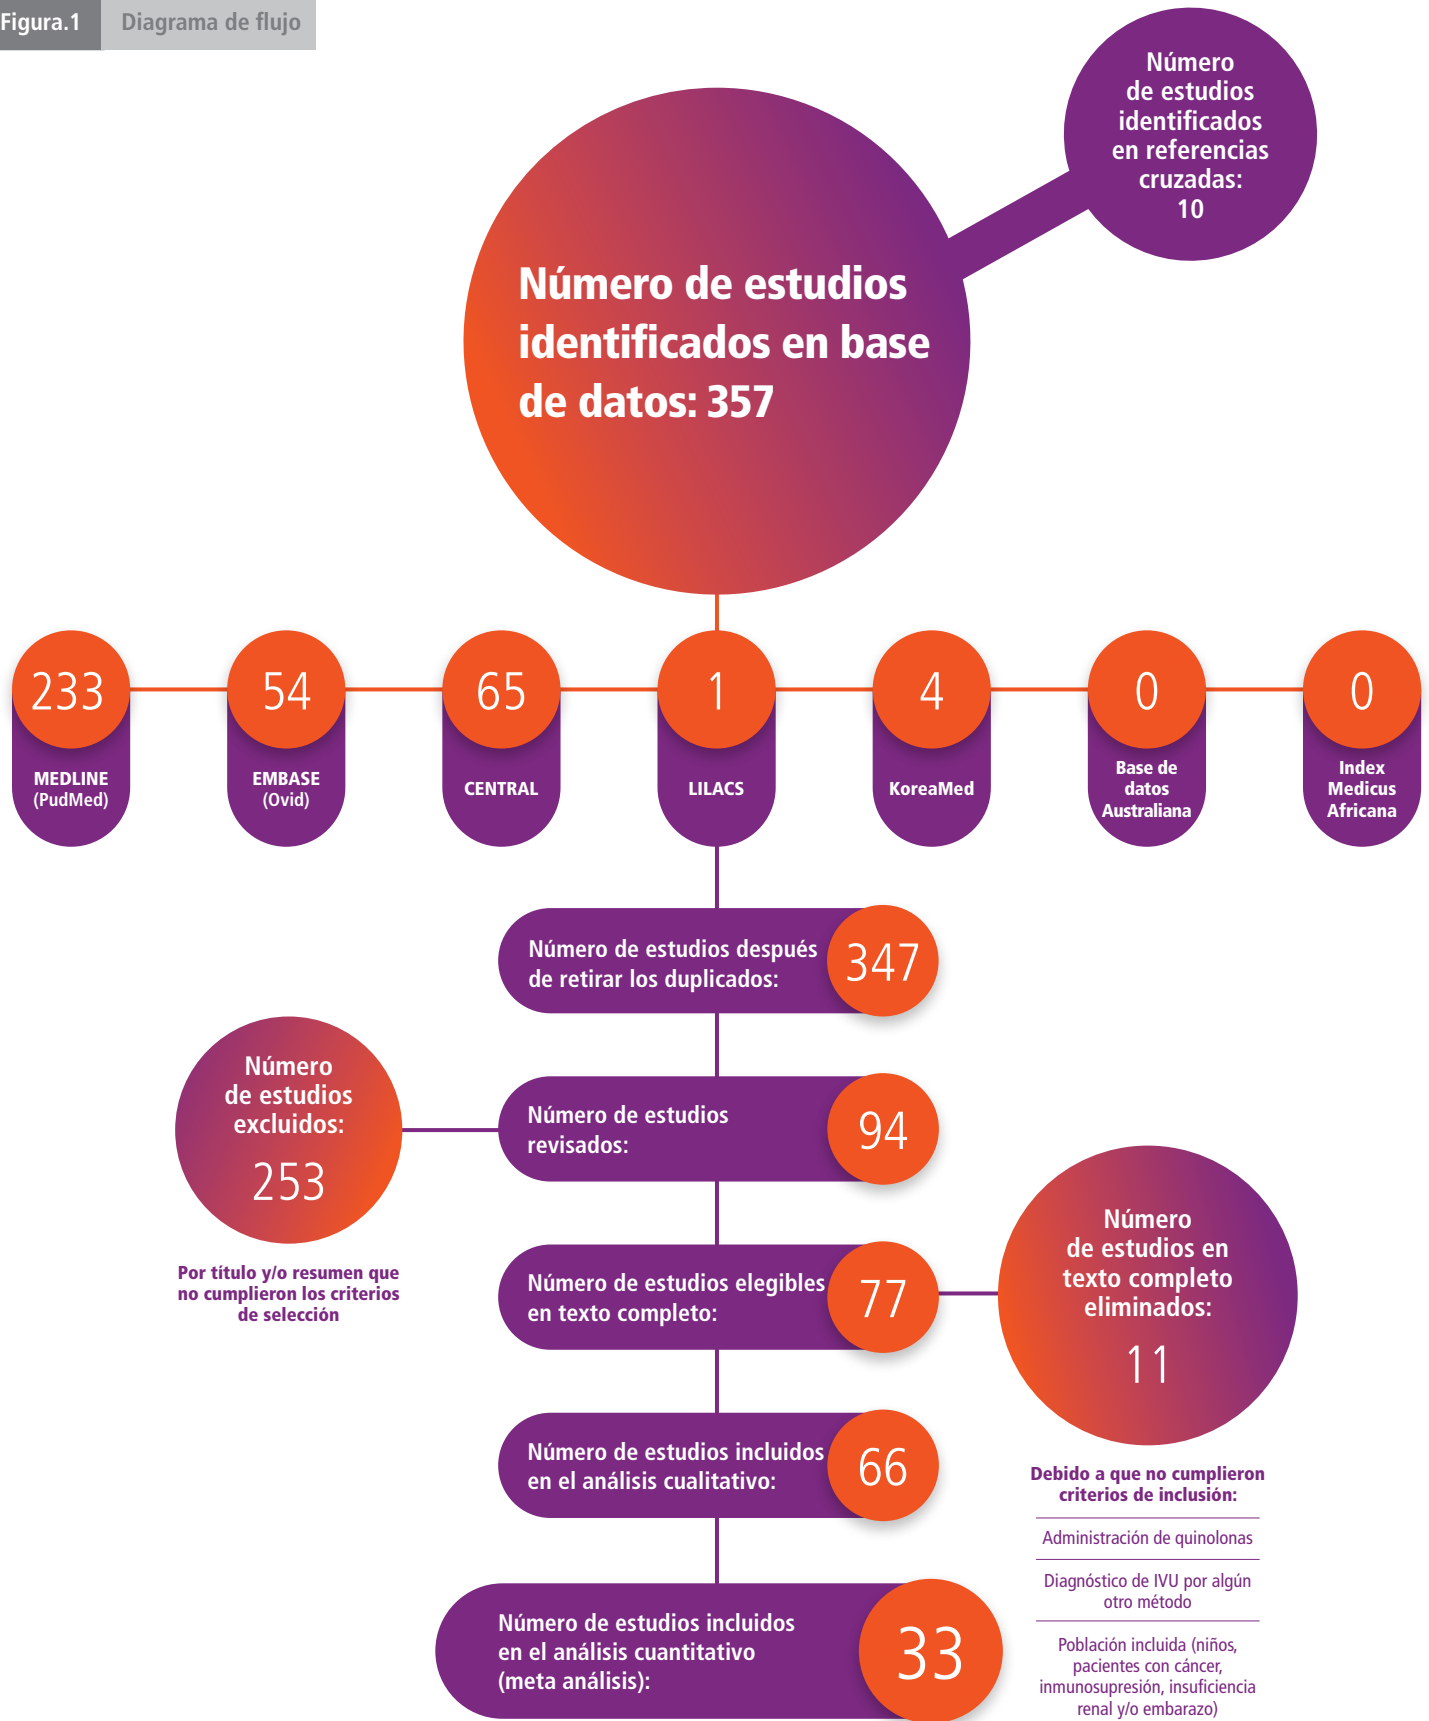 Figura.1 Diagrama de flujo
Número
de estudios
identificados
en referencias
cruzadas:
10
Número de estudios
identificados en base
de datos: 357
233
MEDLINE
(PudMed)
54
EMBASE
(Ovid)
65
CENTRAL
1
LILACS
4
KoreaMed
0
Base de
datos
Australiana
0
Index
Medicus
Africana
Número de estudios después
de retirar los duplicados:
347
Número
de estudios
excluidos:
253
Por título y/o resumen que
no cumplieron los criterios
de selección
Número de estudios
revisados:
94
Número de estudios elegibles
en texto completo:
77
Número
de estudios en
texto completo
eliminados:
11
Debido a que no cumplieron
criterios de inclusión:
Administración de quinolonas
Diagnóstico de IVU por algún
otro método
Población incluida (niños,
pacientes con cáncer,
inmunosupresión, insuficiencia
renal y/o embarazo)
Número de estudios incluidos
en el análisis cualitativo:
66
Número de estudios incluidos
en el análisis cuantitativo
(meta análisis):
33